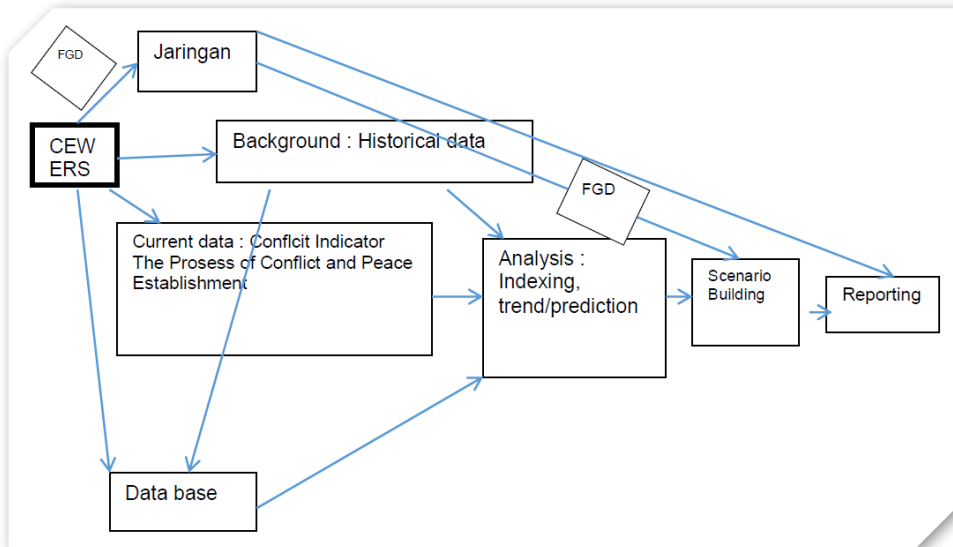 FGD
Jaringan
CEW
ERS
Background : Historical data
FGD
Current data : Conflcit Indicator
The Prosess of Conflict and Peace
Establishment
Analysis :
Indexing,
trend/prediction
Scenario
Building
Reporting
Data base